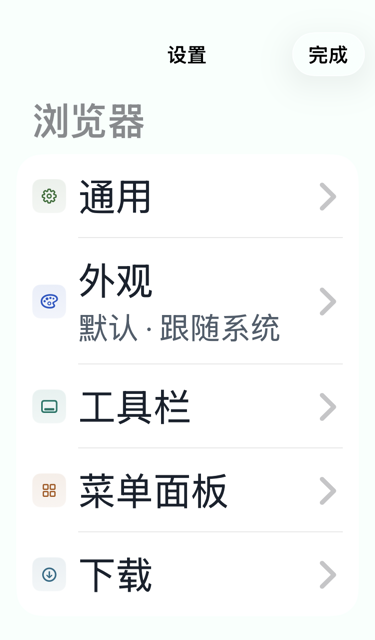 设置
完成
浏览器
通用
外观
默认 · 跟随系统
工具栏
菜单面板
下载